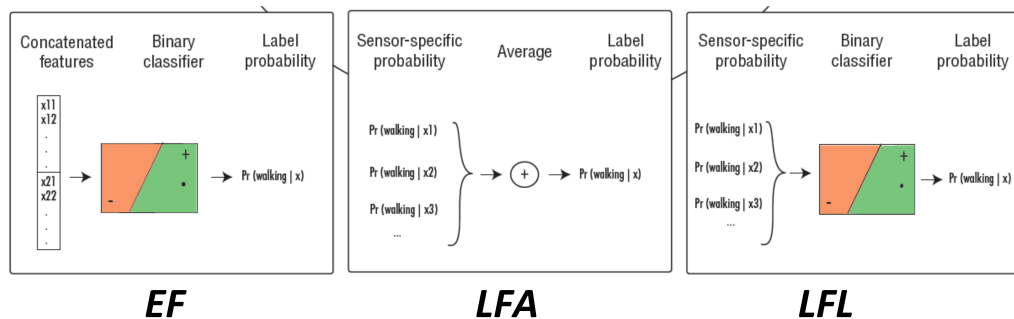 Concatenated
features
Binary
classifier
Label
probability
x11
x12
.
.
.
x21
x22
.
.
.
+
-
Pr (walking | x)
EF
Sensor-specific
probability
Average
Label
probability
Pr (walking | x1)
Pr (walking | x2)
Pr (walking | x3)
...
+
Pr (walking | x)
LFA
Sensor-specific
probability
Binary
classifier
Label
probability
Pr (walking | x1)
Pr (walking | x2)
Pr (walking | x3)
...
+
-
Pr (walking | x)
LFL